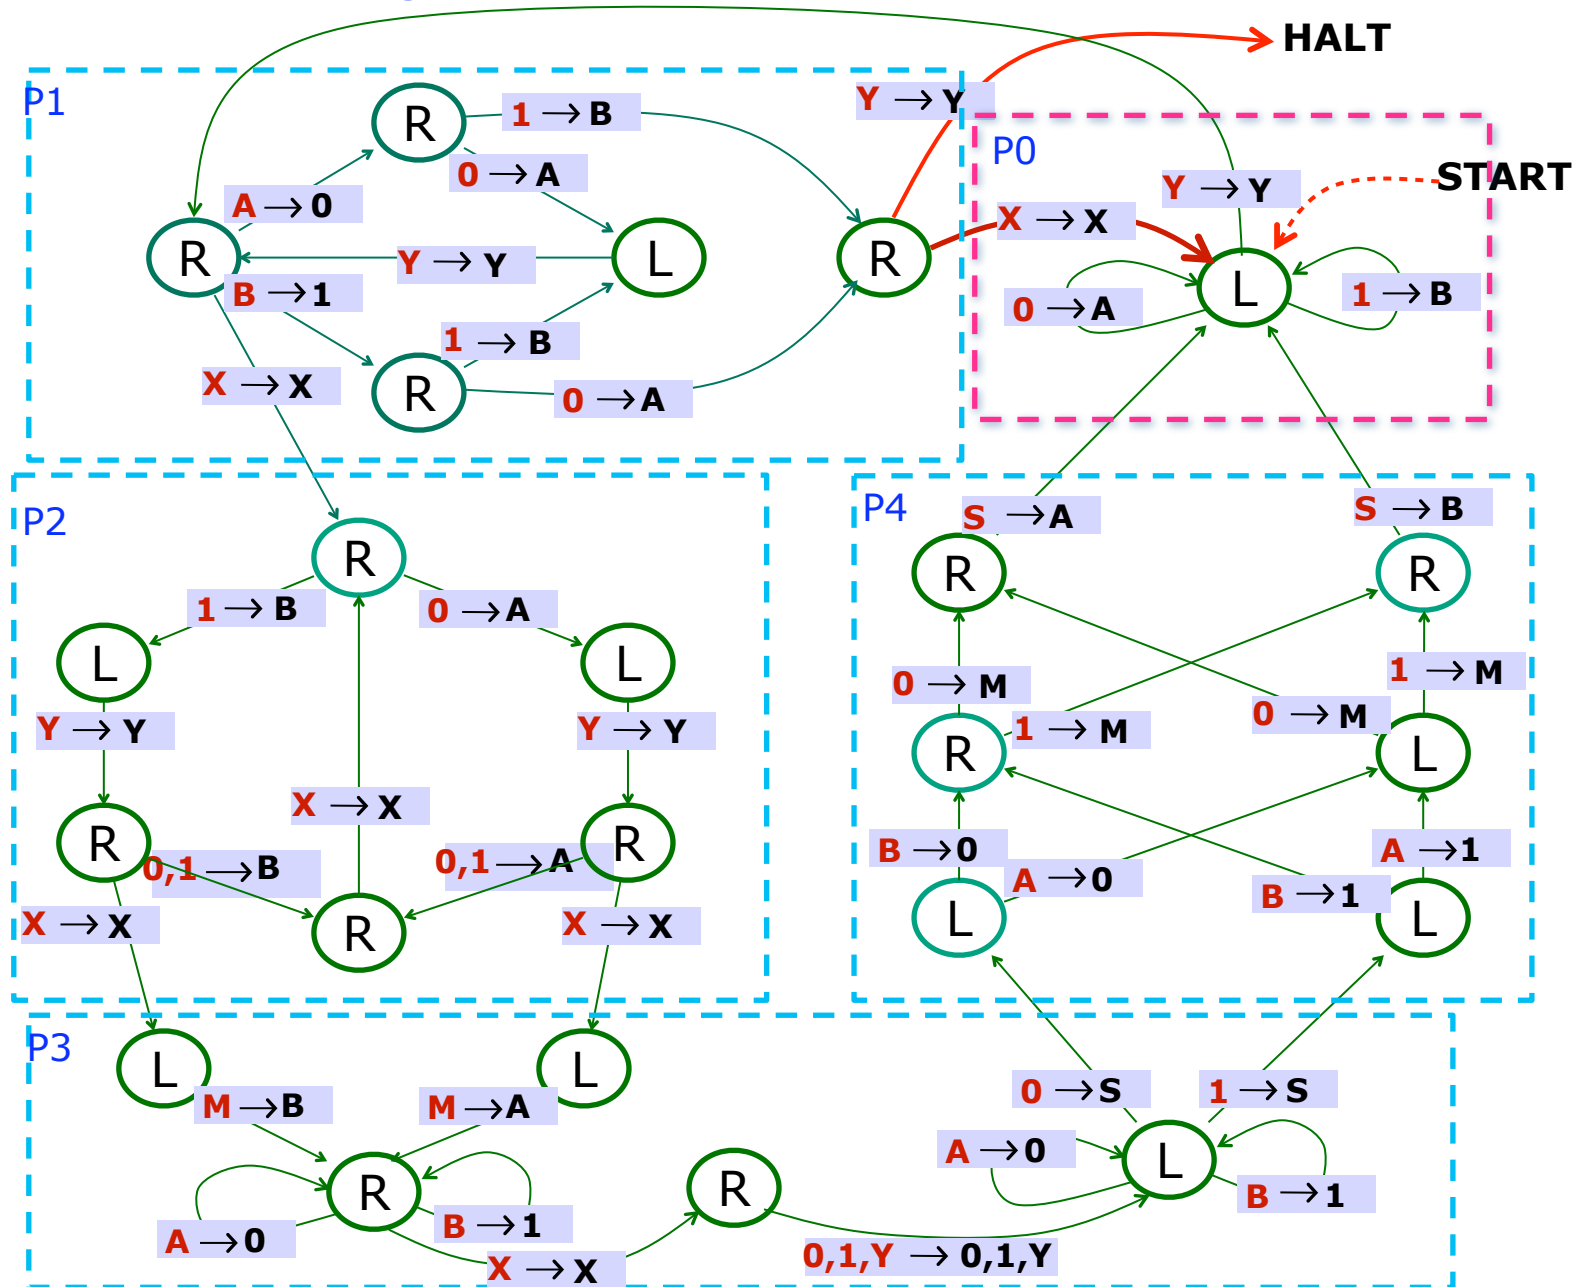 HALT
P1
R
1 → B
Y → Y
P0
0 → A
START
Y → Y
A → 0
X → X
R
Y → Y
L
R
L
B → 1
0 → A
1 → B
1 → B
X → X
R
0 → A
P2
P4
S → A
S → B
R
R
R
1 → B
0 → A
L
L
0 → M
1 → M
Y → Y
Y → Y
1 → M
0 → M
R
L
X → X
R
R
0,1 → B
0,1 → A
B → 0
A → 1
A → 0
B → 1
X → X
R
X → X
L
L
P3
L
L
M → B
M → A
0 → S
1 → S
A → 0
L
R
R
B → 1
A → 0
B → 1
X → X
0,1,Y → 0,1,Y